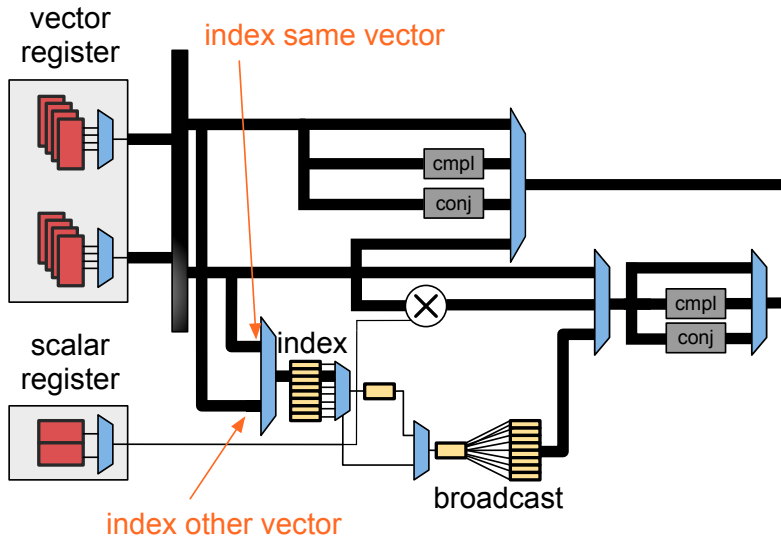 vector
register
index same vector
cmpl
conj
cmpl
conj
scalar
register
index
broadcast
index other vector